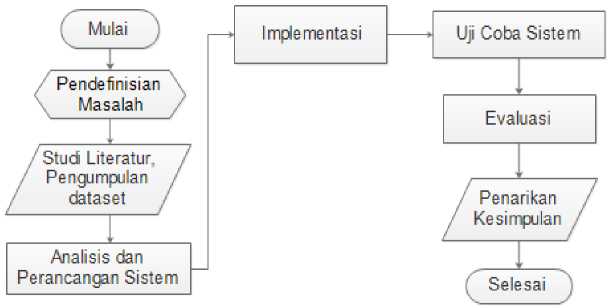 Mulai
Pendefinisian
Masalah
Studi Literatur,
Pengumpulan
dataset
Analisis dan
Perancangan Sistem
Implementasi
Uji Coba Sistem
Evaluasi
Penarikan
Kesimpulan
Selesai